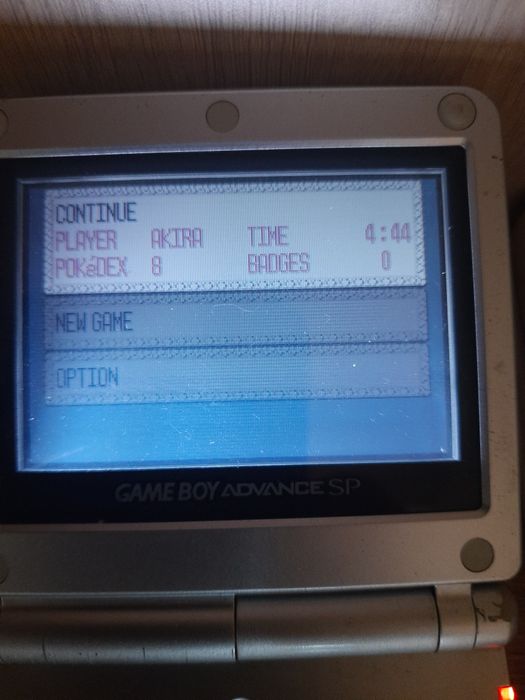 CONTINUE
PLAYER AKIRA TIME 4:44
POKéDEX 8 BADGES 0
NEW GAME
OPTION
GAME BOY ADVANCE SP